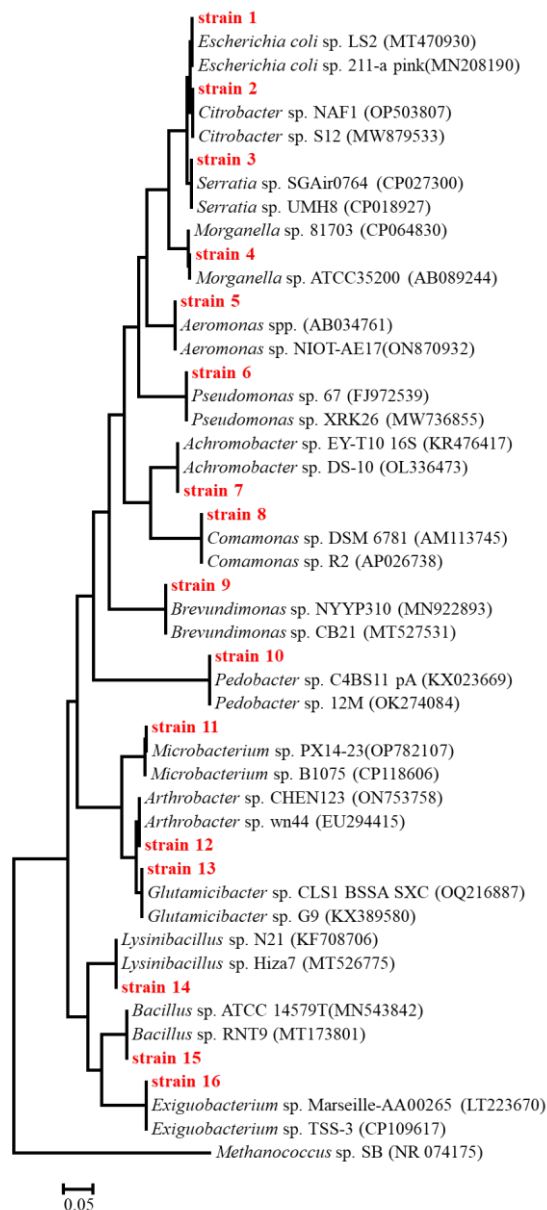 strain 1
Escherichia coli sp. LS2 (MT470930)
Escherichia coli sp. 211-a pink(MN208190)
strain 2
Citrobacter sp. NAF1 (OP503807)
Citrobacter sp. S12 (MW879533)
strain 3
Serratia sp. SGAir0764 (CP027300)
Serratia sp. UMH8 (CP018927)
Morganella sp. 81703 (CP064830)
strain 4
Morganella sp. ATCC35200 (AB089244)
strain 5
Aeromonas spp. (AB034761)
Aeromonas sp. NIOT-AE17(ON870932)
strain 6
Pseudomonas sp. 67 (FJ972539)
Pseudomonas sp. XRK26 (MW736855)
Achromobacter sp. EY-T10 16S (KR476417)
Achromobacter sp. DS-10 (OL336473)
strain 7
strain 8
Comamonas sp. DSM 6781 (AM113745)
Comamonas sp. R2 (AP026738)
strain 9
Brevundimonas sp. NYYP310 (MN922893)
Brevundimonas sp. CB21 (MT527531)
strain 10
Pedobacter sp. C4BS11 pA (KX023669)
Pedobacter sp. 12M (OK274084)
strain 11
Microbacterium sp. PX14-23(OP782107)
Microbacterium sp. B1075 (CP118606)
Arthrobacter sp. CHEN123 (ON753758)
Arthrobacter sp. wn44 (EU294415)
strain 12
strain 13
Glutamicibacter sp. CLS1 BSSA SXC (OQ216887)
Glutamicibacter sp. G9 (KX389580)
Lysinibacillus sp. N21 (KF708706)
Lysinibacillus sp. Hiza7 (MT526775)
strain 14
Bacillus sp. ATCC 14579T(MN543842)
Bacillus sp. RNT9 (MT173801)
strain 15
strain 16
Exiguobacterium sp. Marseille-AA00265 (LT223670)
Exiguobacterium sp. TSS-3 (CP109617)
Methanococcus sp. SB (NR 074175)
0.05